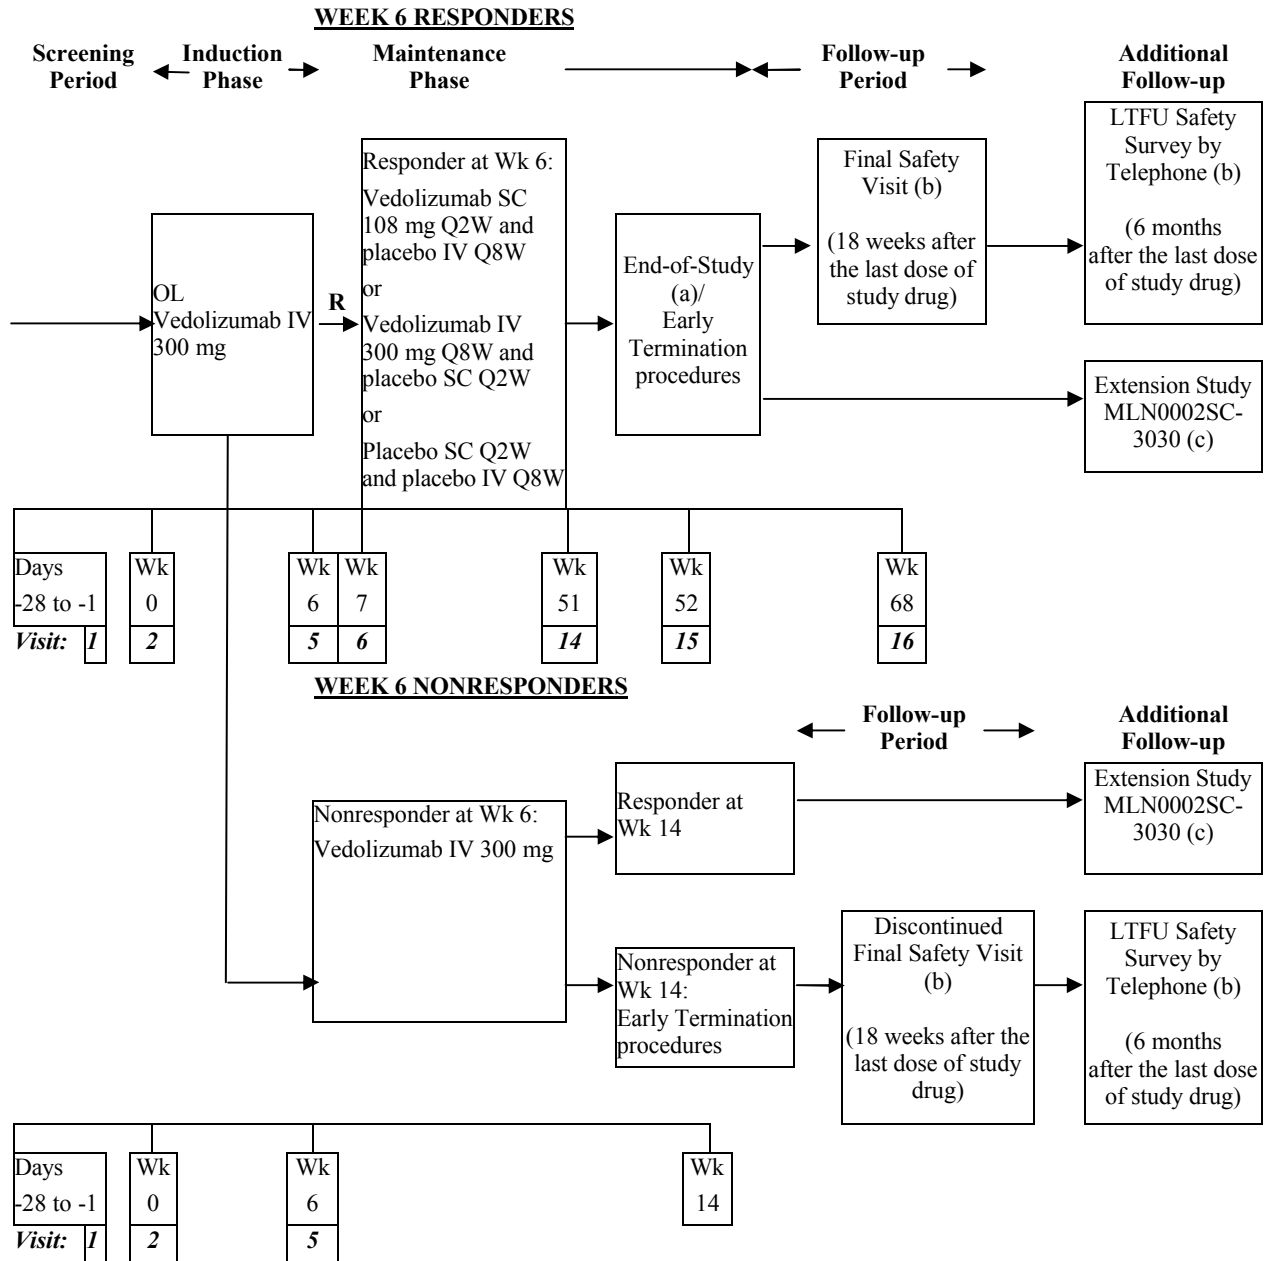 WEEK 6 RESPONDERS
Screening
Period
Induction
Phase
Maintenance
Phase
Follow-up
Period
Additional
Follow-up
OL
Vedolizumab IV
300 mg
R
Responder at Wk 6:
Vedolizumab SC
108 mg Q2W and
placebo IV Q8W
or
Vedolizumab IV
300 mg Q8W and
placebo SC Q2W
or
Placebo SC Q2W
and placebo IV Q8W
End-of-Study
(a)/
Early
Termination
procedures
Final Safety
Visit (b)
(18 weeks after
the last dose of
study drug)
LTFU Safety
Survey by
Telephone (b)
(6 months
after the last dose
of study drug)
Extension Study
MLN0002SC-
3030 (c)
Days
-28 to -1
Wk
0
Wk
6
Wk
7
Wk
51
Wk
52
Wk
68
Visit: 1 2 5 6 14 15 16
WEEK 6 NONRESPONDERS
Follow-up
Period
Additional
Follow-up
Nonresponder at Wk 6:
Vedolizumab IV 300 mg
Responder at
Wk 14
Extension Study
MLN0002SC-
3030 (c)
Nonresponder at
Wk 14:
Early Termination
procedures
Discontinued
Final Safety Visit
(b)
(18 weeks after the
last dose of study
drug)
LTFU Safety
Survey by
Telephone (b)
(6 months
after the last dose
of study drug)
Days
-28 to -1
Wk
0
Wk
6
Wk
14
Visit: 1 2 5